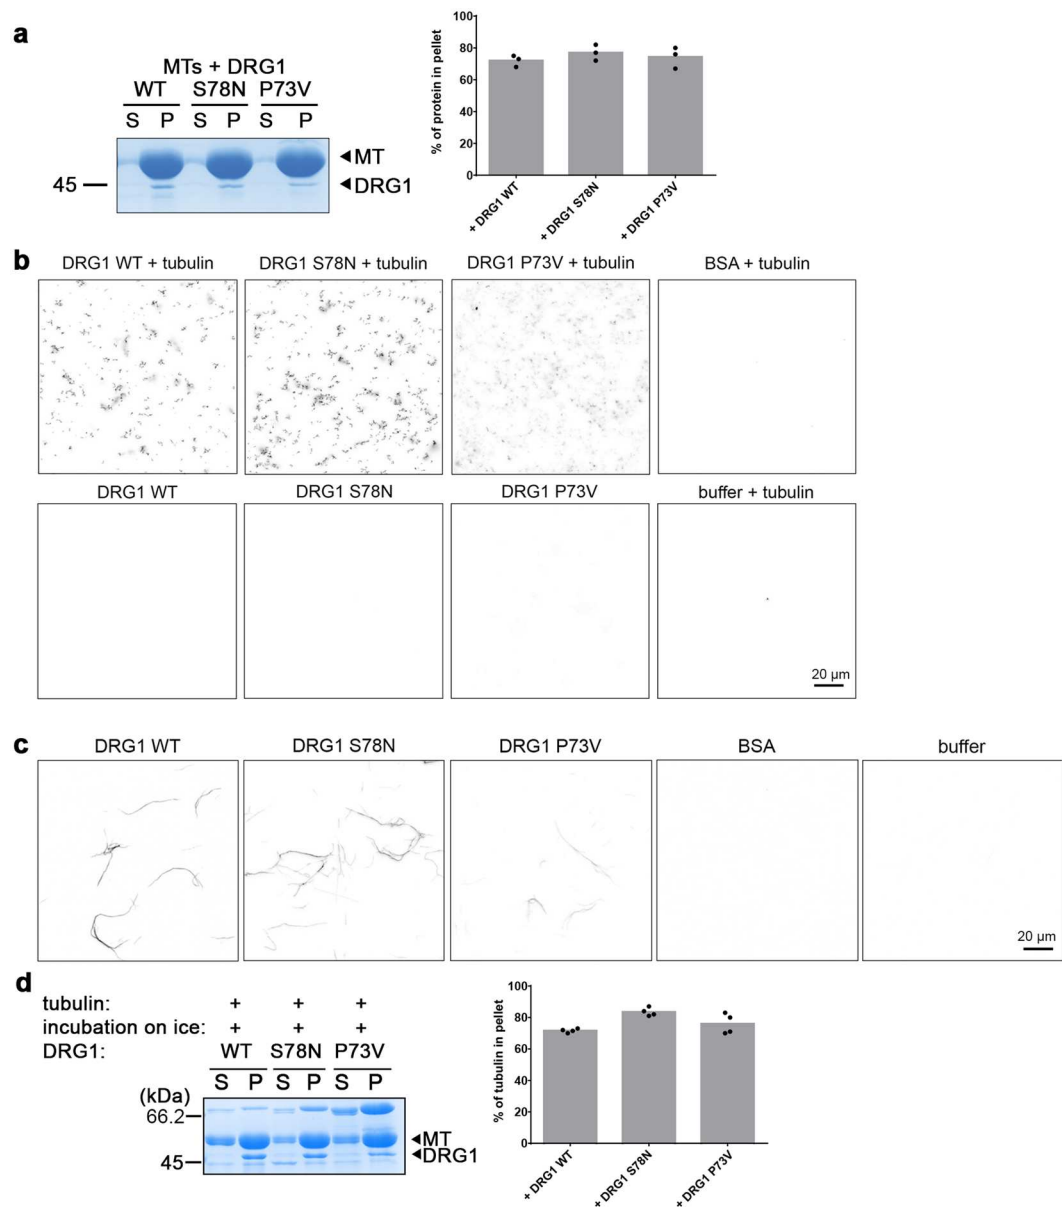 a
MTs + DRG1
WT S78N P73V
S P S P S P
MT
45
DRG1
% of protein in pellet
100
80
60
40
20
0
+ DRG1 WT
+ DRG1 S78N
+ DRG1 P73V
b
DRG1 WT + tubulin DRG1 S78N + tubulin DRG1 P73V + tubulin BSA + tubulin
DRG1 WT DRG1 S78N DRG1 P73V buffer + tubulin
20 µm
c
DRG1 WT DRG1 S78N DRG1 P73V BSA buffer
20 µm
d
tubulin: + + +
incubation on ice: + + +
DRG1: WT S78N P73V
S P S P S P
(kDa)
66.2
MT
DRG1
45
% of tubulin in pellet
100
80
60
40
20
0
+ DRG1 WT
+ DRG1 S78N
+ DRG1 P73V